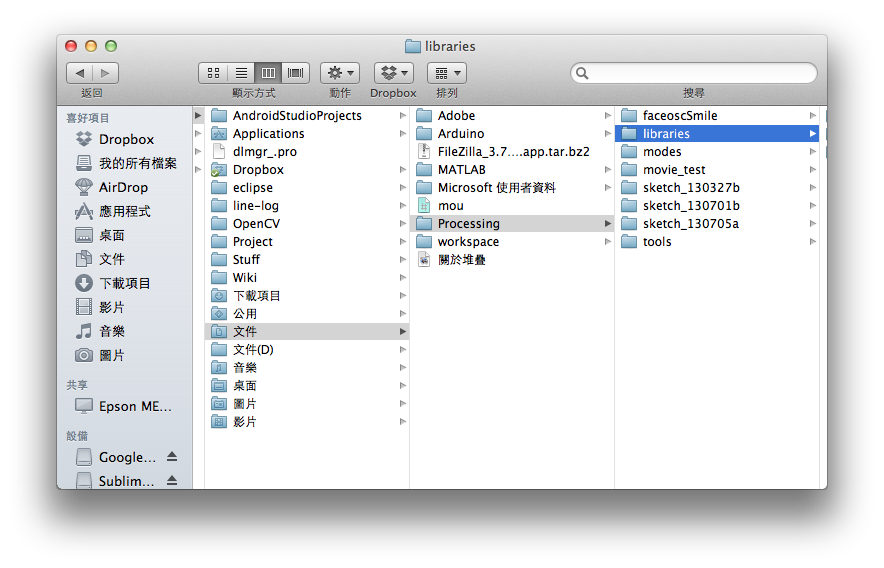 libraries
返回
顯示方式
動作
Dropbox
排列
搜尋
喜好項目
Dropbox
我的所有檔案
AirDrop
應用程式
桌面
文件
下載項目
影片
音樂
圖片
共享
Epson ME...
設備
Google...
Sublim...
AndroidStudioProjects
Applications
dlmgr_.pro
Dropbox
eclipse
line-log
OpenCV
Project
Stuff
Wiki
下載項目
公用
文件
文件(D)
音樂
桌面
圖片
影片
Adobe
Arduino
FileZilla_3.7....app.tar.bz2
MATLAB
Microsoft 使用者資料
mou
Processing
workspace
關於堆疊
faceoscSmile
libraries
modes
movie_test
sketch_130327b
sketch_130701b
sketch_130705a
tools